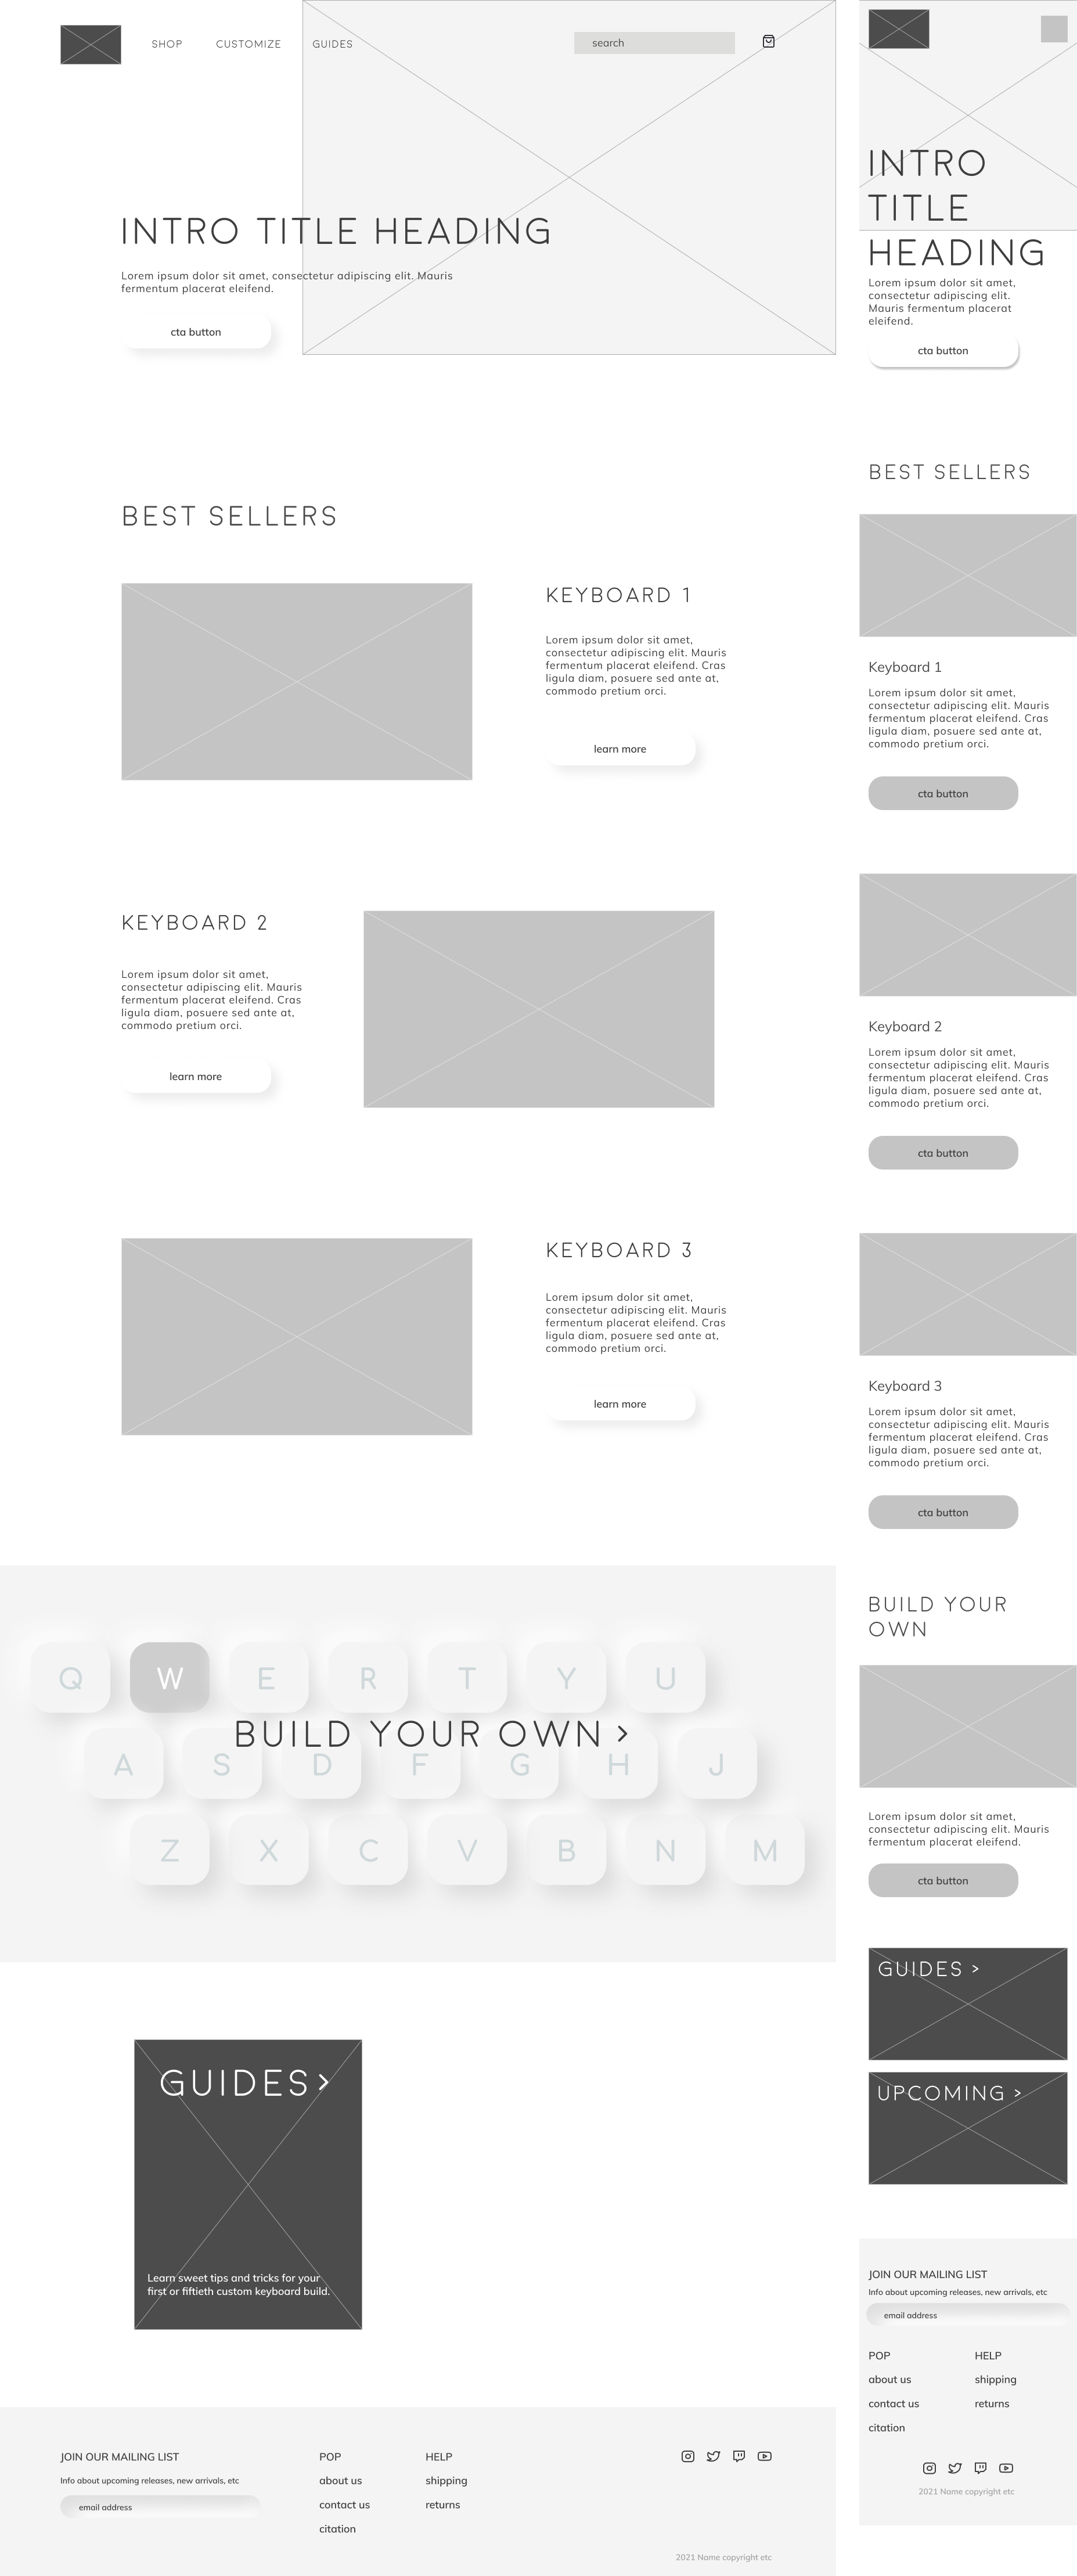 SHOP
CUSTOMIZE
GUIDES
search
INTRO TITLE HEADING
Lorem ipsum dolor sit amet, consectetur adipiscing elit. Mauris
fermentum placerat eleifend.
cta button
BEST SELLERS
KEYBOARD 1
Lorem ipsum dolor sit amet,
consectetur adipiscing elit. Mauris
fermentum placerat eleifend. Cras
ligula diam, posuere sed ante at,
commodo pretium orci.
learn more
KEYBOARD 2
Lorem ipsum dolor sit amet,
consectetur adipiscing elit. Mauris
fermentum placerat eleifend. Cras
ligula diam, posuere sed ante at,
commodo pretium orci.
learn more
KEYBOARD 3
Lorem ipsum dolor sit amet,
consectetur adipiscing elit. Mauris
fermentum placerat eleifend. Cras
ligula diam, posuere sed ante at,
commodo pretium orci.
learn more
Q W E R T Y U
BUILD YOUR OWN >
A S D F G H J
Z X C V B N M
GUIDES >
Learn sweet tips and tricks for your
first or fiftieth custom keyboard build.
JOIN OUR MAILING LIST
Info about upcoming releases, new arrivals, etc
email address
POP
about us
contact us
citation
HELP
shipping
returns
2021 Name copyright etc
INTRO
TITLE
HEADING
Lorem ipsum dolor sit amet,
consectetur adipiscing elit.
Mauris fermentum placerat
eleifend.
cta button
BEST SELLERS
Keyboard 1
Lorem ipsum dolor sit amet,
consectetur adipiscing elit. Mauris
fermentum placerat eleifend. Cras
ligula diam, posuere sed ante at,
commodo pretium orci.
cta button
Keyboard 2
Lorem ipsum dolor sit amet,
consectetur adipiscing elit. Mauris
fermentum placerat eleifend. Cras
ligula diam, posuere sed ante at,
commodo pretium orci.
cta button
Keyboard 3
Lorem ipsum dolor sit amet,
consectetur adipiscing elit. Mauris
fermentum placerat eleifend. Cras
ligula diam, posuere sed ante at,
commodo pretium orci.
cta button
BUILD YOUR
OWN
Lorem ipsum dolor sit amet,
consectetur adipiscing elit. Mauris
fermentum placerat eleifend.
cta button
GUIDES >
UPCOMING >
JOIN OUR MAILING LIST
Info about upcoming releases, new arrivals, etc
email address
POP
about us
contact us
citation
HELP
shipping
returns
2021 Name copyright etc